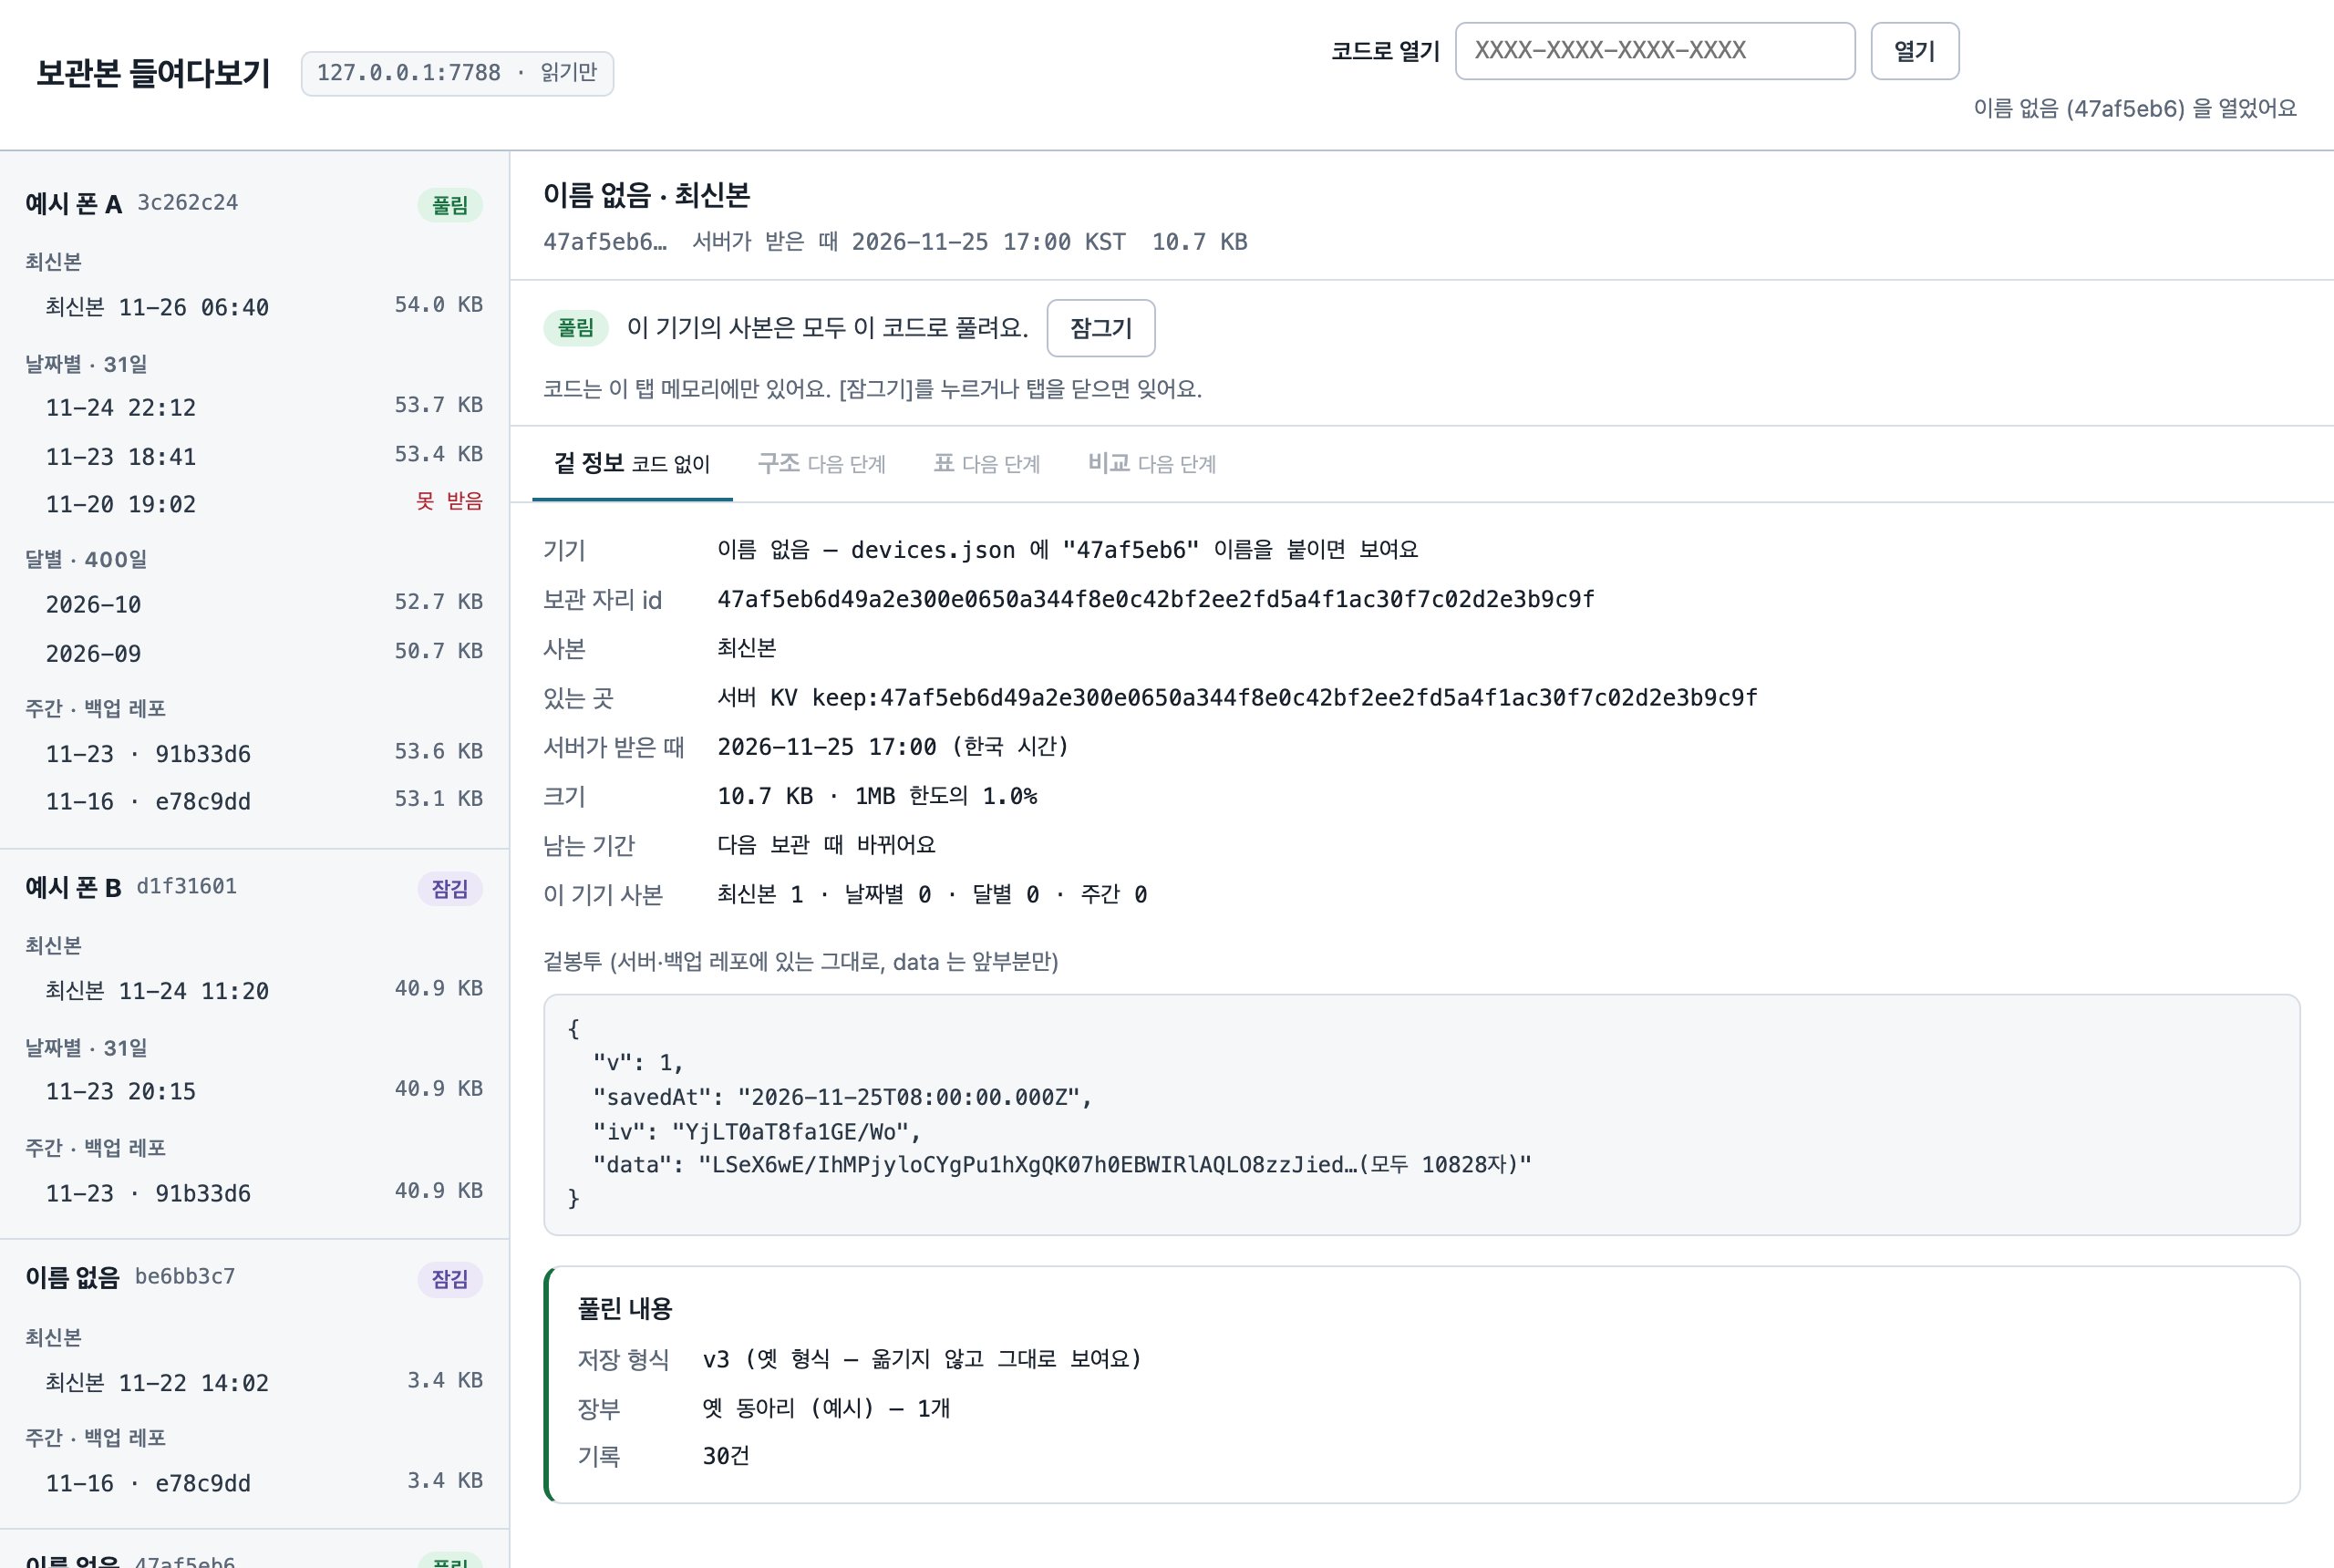 보관본 들여다보기 127.0.0.1:7788 · 읽기만
코드로 열기 XXXX-XXXX-XXXX-XXXX 열기
이름 없음 (47af5eb6) 을 열었어요
예시 폰 A 3c262c24 풀림
최신본
최신본 11-26 06:40 54.0 KB
날짜별 · 31일
11-24 22:12 53.7 KB
11-23 18:41 53.4 KB
11-20 19:02 못 받음
달별 · 400일
2026-10 52.7 KB
2026-09 50.7 KB
주간 · 백업 레포
11-23 · 91b33d6 53.6 KB
11-16 · e78c9dd 53.1 KB
예시 폰 B d1f31601 잠김
최신본
최신본 11-24 11:20 40.9 KB
날짜별 · 31일
11-23 20:15 40.9 KB
주간 · 백업 레포
11-23 · 91b33d6 40.9 KB
이름 없음 be6bb3c7 잠김
최신본
최신본 11-22 14:02 3.4 KB
주간 · 백업 레포
11-16 · e78c9dd 3.4 KB
이름 없음 47af5eb6 풀림
이름 없음 · 최신본
47af5eb6… 서버가 받은 때 2026-11-25 17:00 KST 10.7 KB
풀림 이 기기의 사본은 모두 이 코드로 풀려요. 잠그기
코드는 이 탭 메모리에만 있어요. [잠그기]를 누르거나 탭을 닫으면 잊어요.
겉 정보 코드 없이 구조 다음 단계 표 다음 단계 비교 다음 단계
기기 이름 없음 — devices.json 에 "47af5eb6" 이름을 붙이면 보여요
보관 자리 id 47af5eb6d49a2e300e0650a344f8e0c42bf2ee2fd5a4f1ac30f7c02d2e3b9c9f
사본 최신본
있는 곳 서버 KV keep:47af5eb6d49a2e300e0650a344f8e0c42bf2ee2fd5a4f1ac30f7c02d2e3b9c9f
서버가 받은 때 2026-11-25 17:00 (한국 시간)
크기 10.7 KB · 1MB 한도의 1.0%
남는 기간 다음 보관 때 바뀌어요
이 기기 사본 최신본 1 · 날짜별 0 · 달별 0 · 주간 0
겉봉투 (서버·백업 레포에 있는 그대로, data 는 앞부분만)
{
"v": 1,
"savedAt": "2026-11-25T08:00:00.000Z",
"iv": "YjLT0aT8fa1GE/Wo",
"data": "LSeX6wE/IhMPjyloCYgPu1hXgQK07h0EBWIRlAQLO8zzJied…(모두 10828자)"
}
풀린 내용
저장 형식 v3 (옛 형식 — 옮기지 않고 그대로 보여요)
장부 옛 동아리 (예시) — 1개
기록 30건